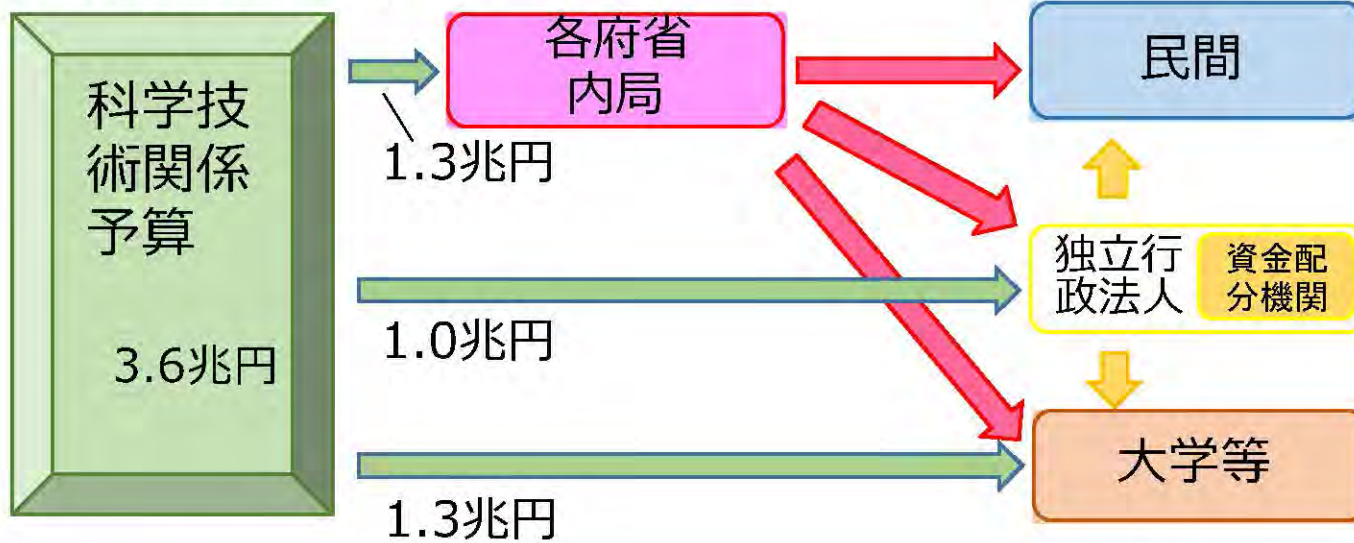 科学技
術関係
予算
3.6兆円
各府省
内局
1.3兆円
民間
独立行
政法人
資金配
分機関
1.0兆円
大学等
1.3兆円